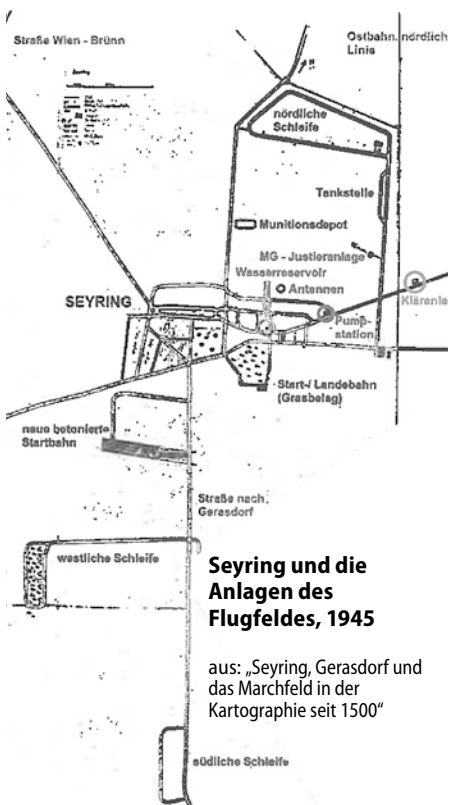 Straße Wien - Brünn
Ostbahn, nördlich
Linie
Seyring
nördliche
Schleife
Tankstelle
Munitionsdepot
MG - Justieranlage
Wasserreservoir
Antennen
SEYRING
Kläranla
Pump-
station
Start-/ Landebahn
(Grasbelag)
neue betonierte
Startbahn
Straße nach
Gerasdorf
westliche Schleife
Seyring und die
Anlagen des
Flugfeldes, 1945
aus: „Seyring, Gerasdorf und
das Marchfeld in der
Kartographie seit 1500“
südliche Schleife